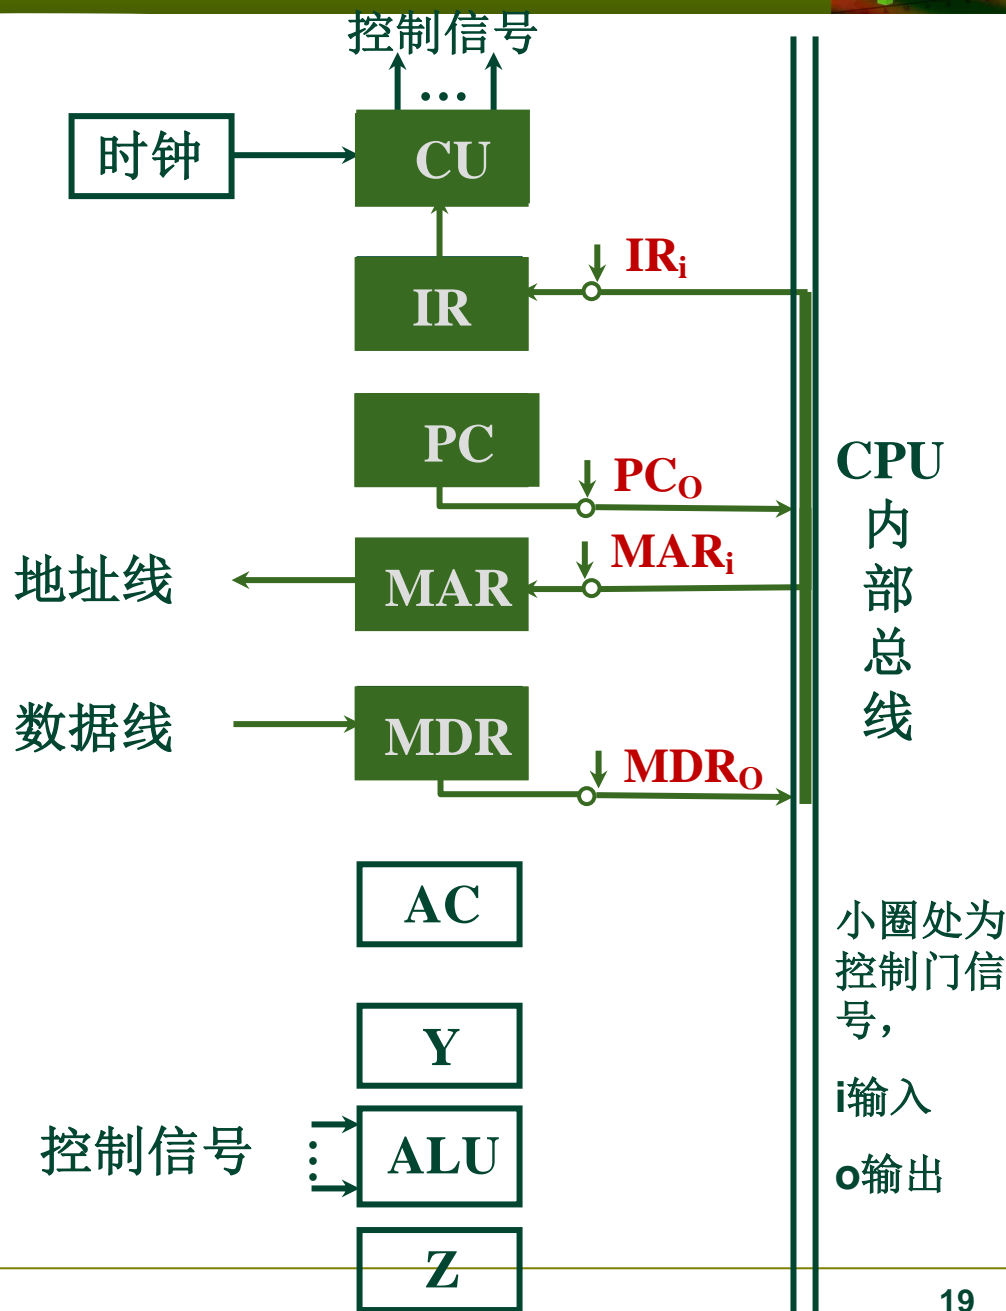 控制信号
…
时钟
CU
IRᵢ
IR
PC
PC_O
MARᵢ
地址线
MAR
数据线
MDR
MDR_O
CPU
内
部
总
线
AC
小圈处为
控制门信
号，
i输入
o输出
Y
控制信号
ALU
Z
19